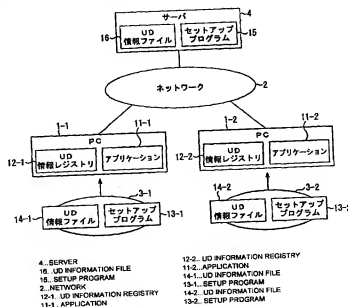 サーバ
4
16
UD
情報ファイル
セットアップ
プログラム
15
ネットワーク
2
1-1
11-1
PC
12-1
UD
情報レジストリ
アプリケーション
1-2
11-2
PC
12-2
UD
情報レジストリ
アプリケーション
3-1
14-1
UD
情報ファイル
セットアップ
プログラム
13-1
14-2
3-2
UD
情報ファイル
セットアップ
プログラム
13-2
4...SERVER
16...UD INFORMATION FILE
15...SETUP PROGRAM
2...NETWORK
12-1...UD INFORMATION REGISTRY
11-1...APPLICATION
12-2...UD INFORMATION REGISTRY
11-2...APPLICATION
14-1...UD INFORMATION FILE
13-1...SETUP PROGRAM
14-2...UD INFORMATION FILE
13-2...SETUP PROGRAM